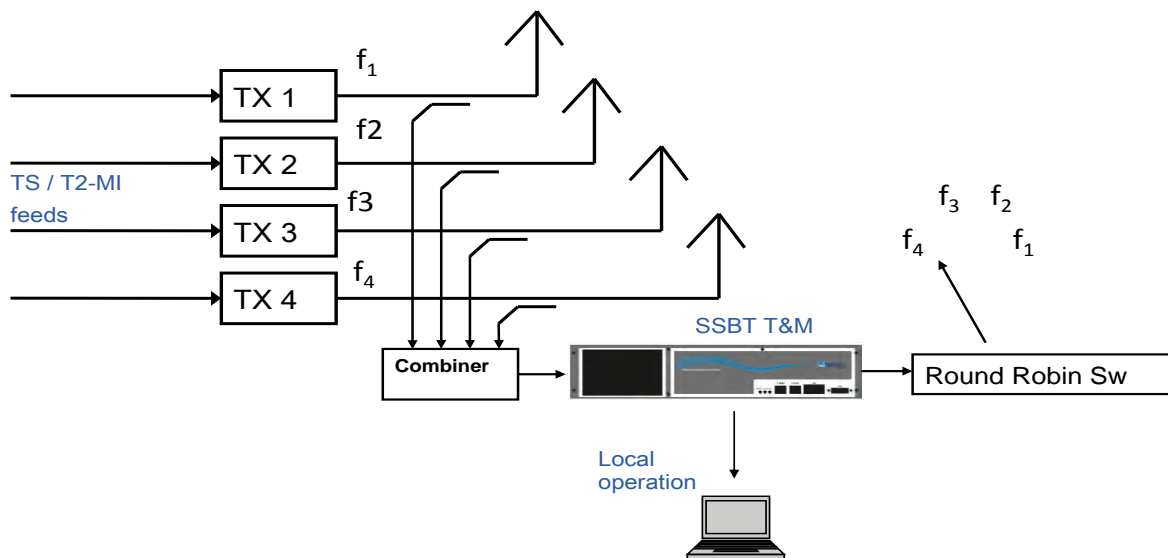 f₁
TX 1
f2
TX 2
TS / T2-MI
feeds
f3
TX 3
f₄
TX 4
f₃ f₂
f₄ f₁
SSBT T&M
Combiner
Round Robin Sw
Local
operation